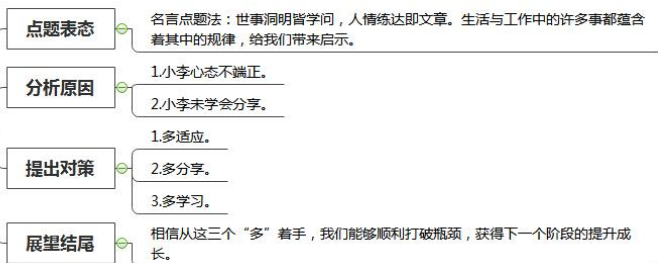 点题表态
名言点题法：世事洞明皆学问，人情练达即文章。生活与工作中的许多事都蕴含
着其中的规律，给我们带来启示。
分析原因
1.小李心态不端正。
2.小李未学会分享。
提出对策
1.多适应。
2.多分享。
3.多学习。
展望结尾
相信从这三个“多”着手，我们能够顺利打破瓶颈，获得下一个阶段的提升成
长。